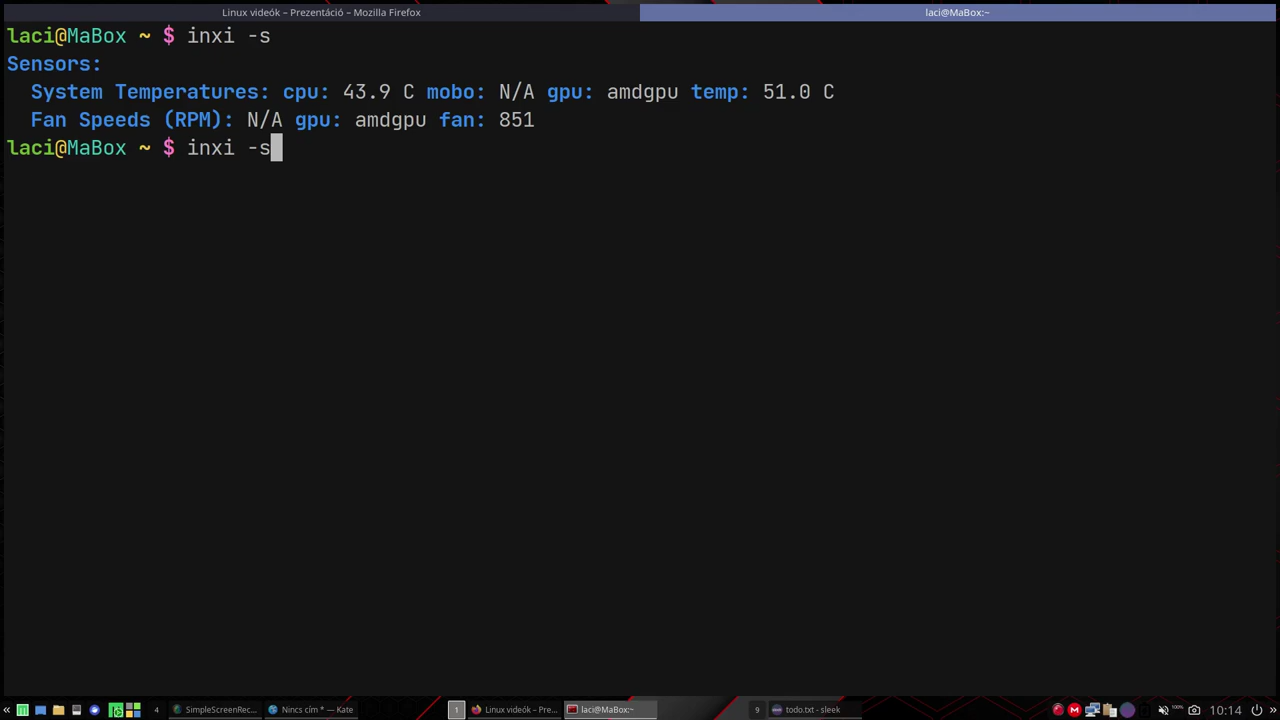 Linux videók – Prezentáció – Mozilla Firefox
laci@MaBox:~
laci@MaBox ~ $ inxi -s
Sensors:
System Temperatures: cpu: 43.9 C mobo: N/A gpu: amdgpu temp: 51.0 C
Fan Speeds (RPM): N/A gpu: amdgpu fan: 851
laci@MaBox ~ $ inxi -s
« 4 SimpleScreenRec... Nincs cím * — Kate 1 Linux videók – Pre... laci@MaBox:~ 9 todo.txt - sleek 100% 10:14 »